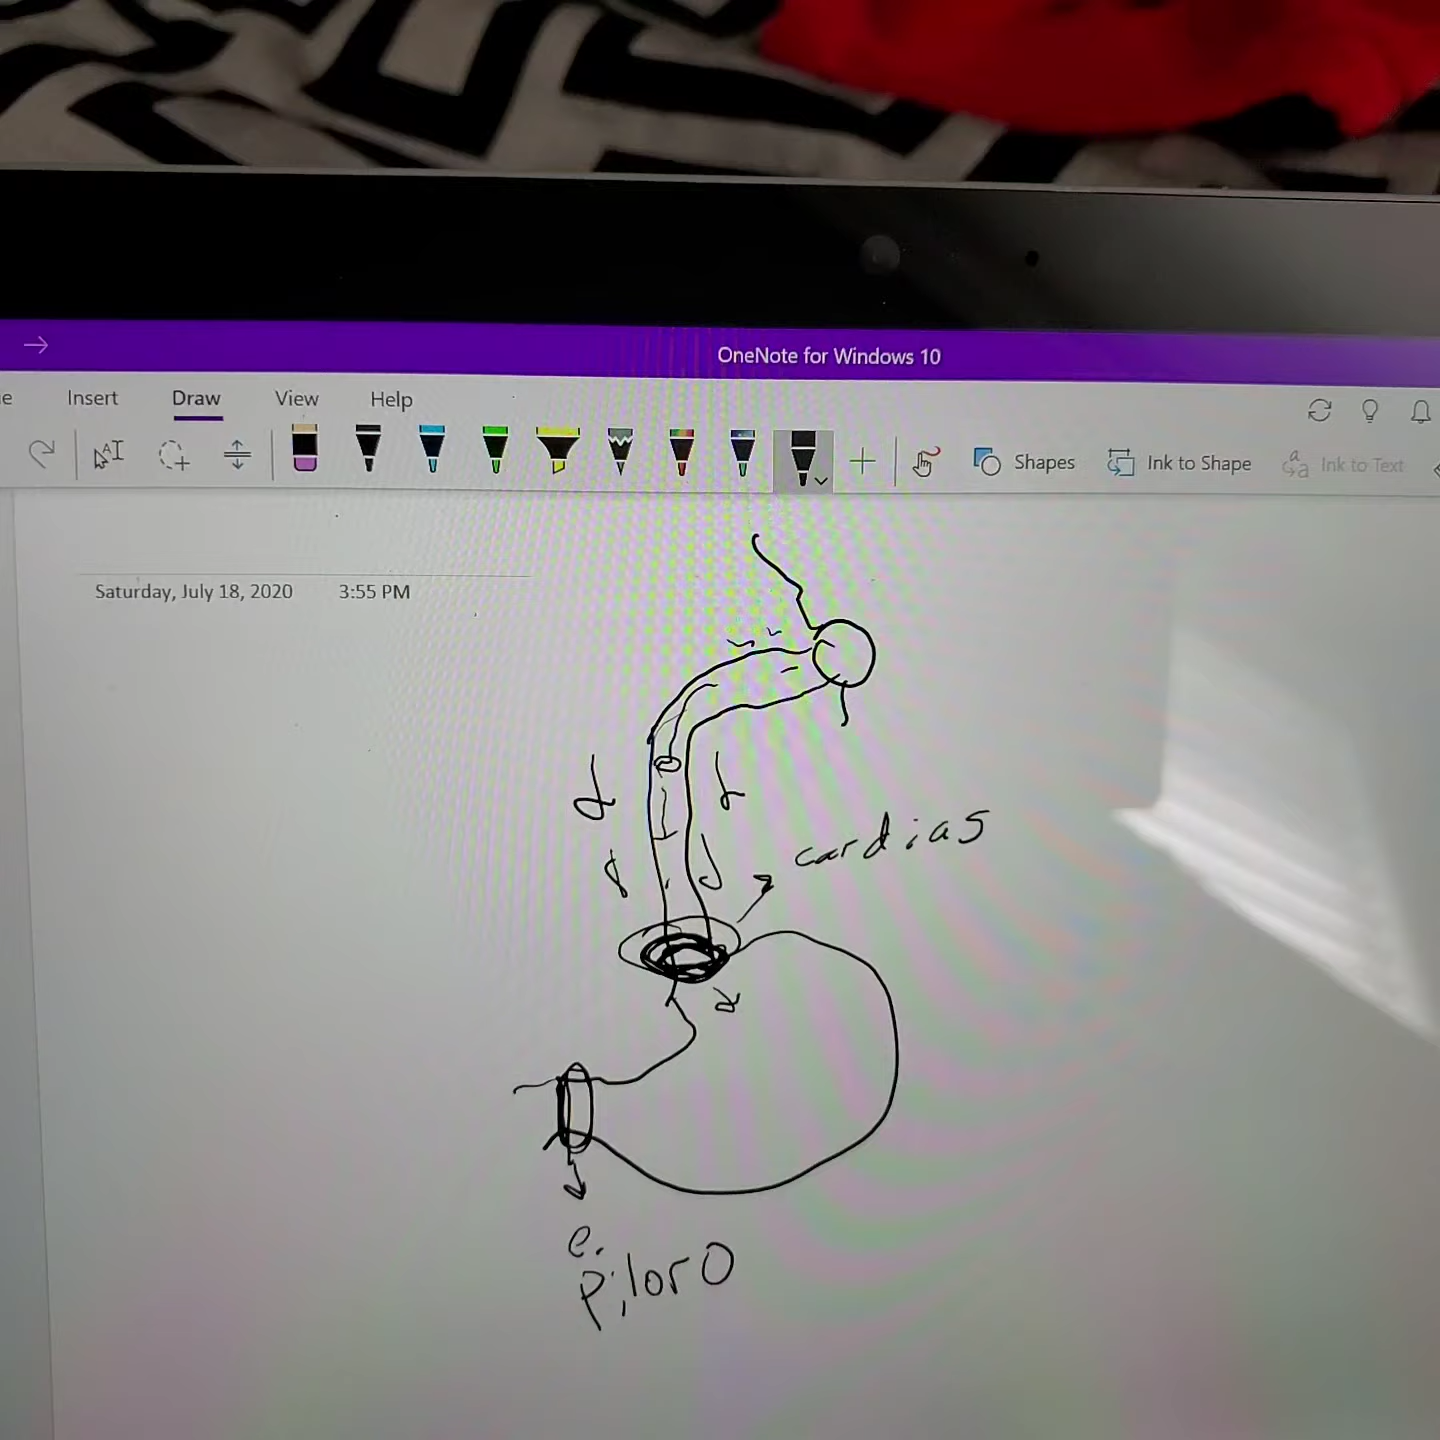 OneNote for Windows 10
Insert Draw View Help
Shapes Ink to Shape Ink to Text
Saturday, July 18, 2020 3:55 PM
cardias
e.
piloro